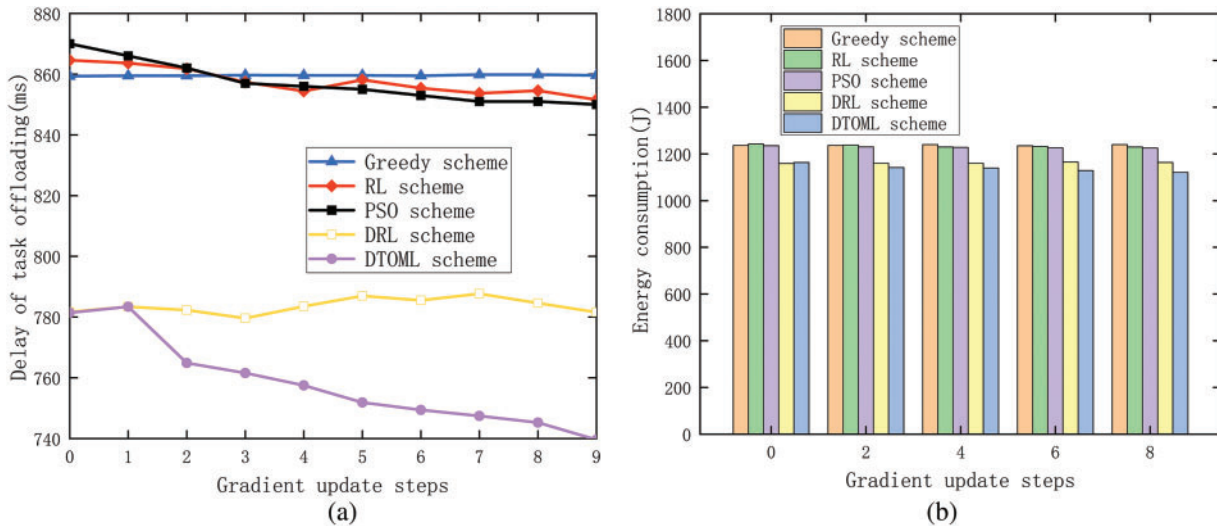 880
860
840
820
800
780
760
740
Delay of task offloading(ms)
Greedy scheme
RL scheme
PSO scheme
DRL scheme
DTOML scheme
0 1 2 3 4 5 6 7 8 9
Gradient update steps
(a)
1800
1600
1400
1200
1000
800
600
400
200
0
Energy consumption(J)
Greedy scheme
RL scheme
PSO scheme
DRL scheme
DTOML scheme
0 2 4 6 8
Gradient update steps
(b)